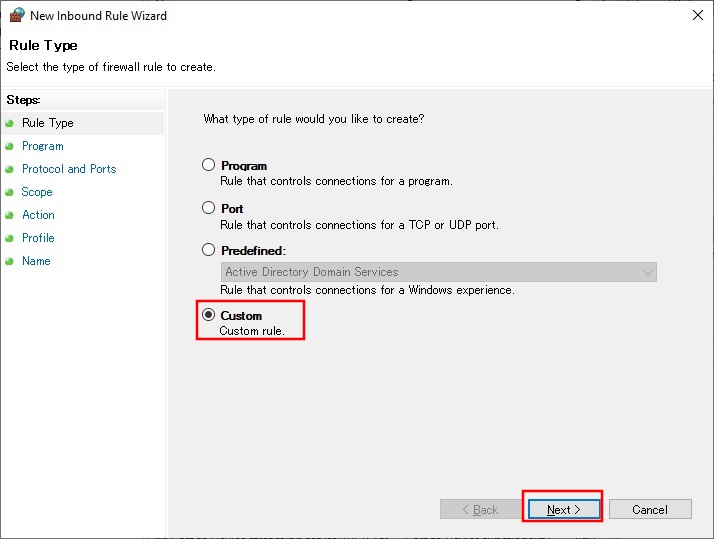 New Inbound Rule Wizard
Rule Type
Select the type of firewall rule to create.
Steps:
Rule Type
Program
Protocol and Ports
Scope
Action
Profile
Name
What type of rule would you like to create?
Program
Rule that controls connections for a program.
Port
Rule that controls connections for a TCP or UDP port.
Predefined:
Active Directory Domain Services
Rule that controls connections for a Windows experience.
Custom
Custom rule.
< Back
Next >
Cancel